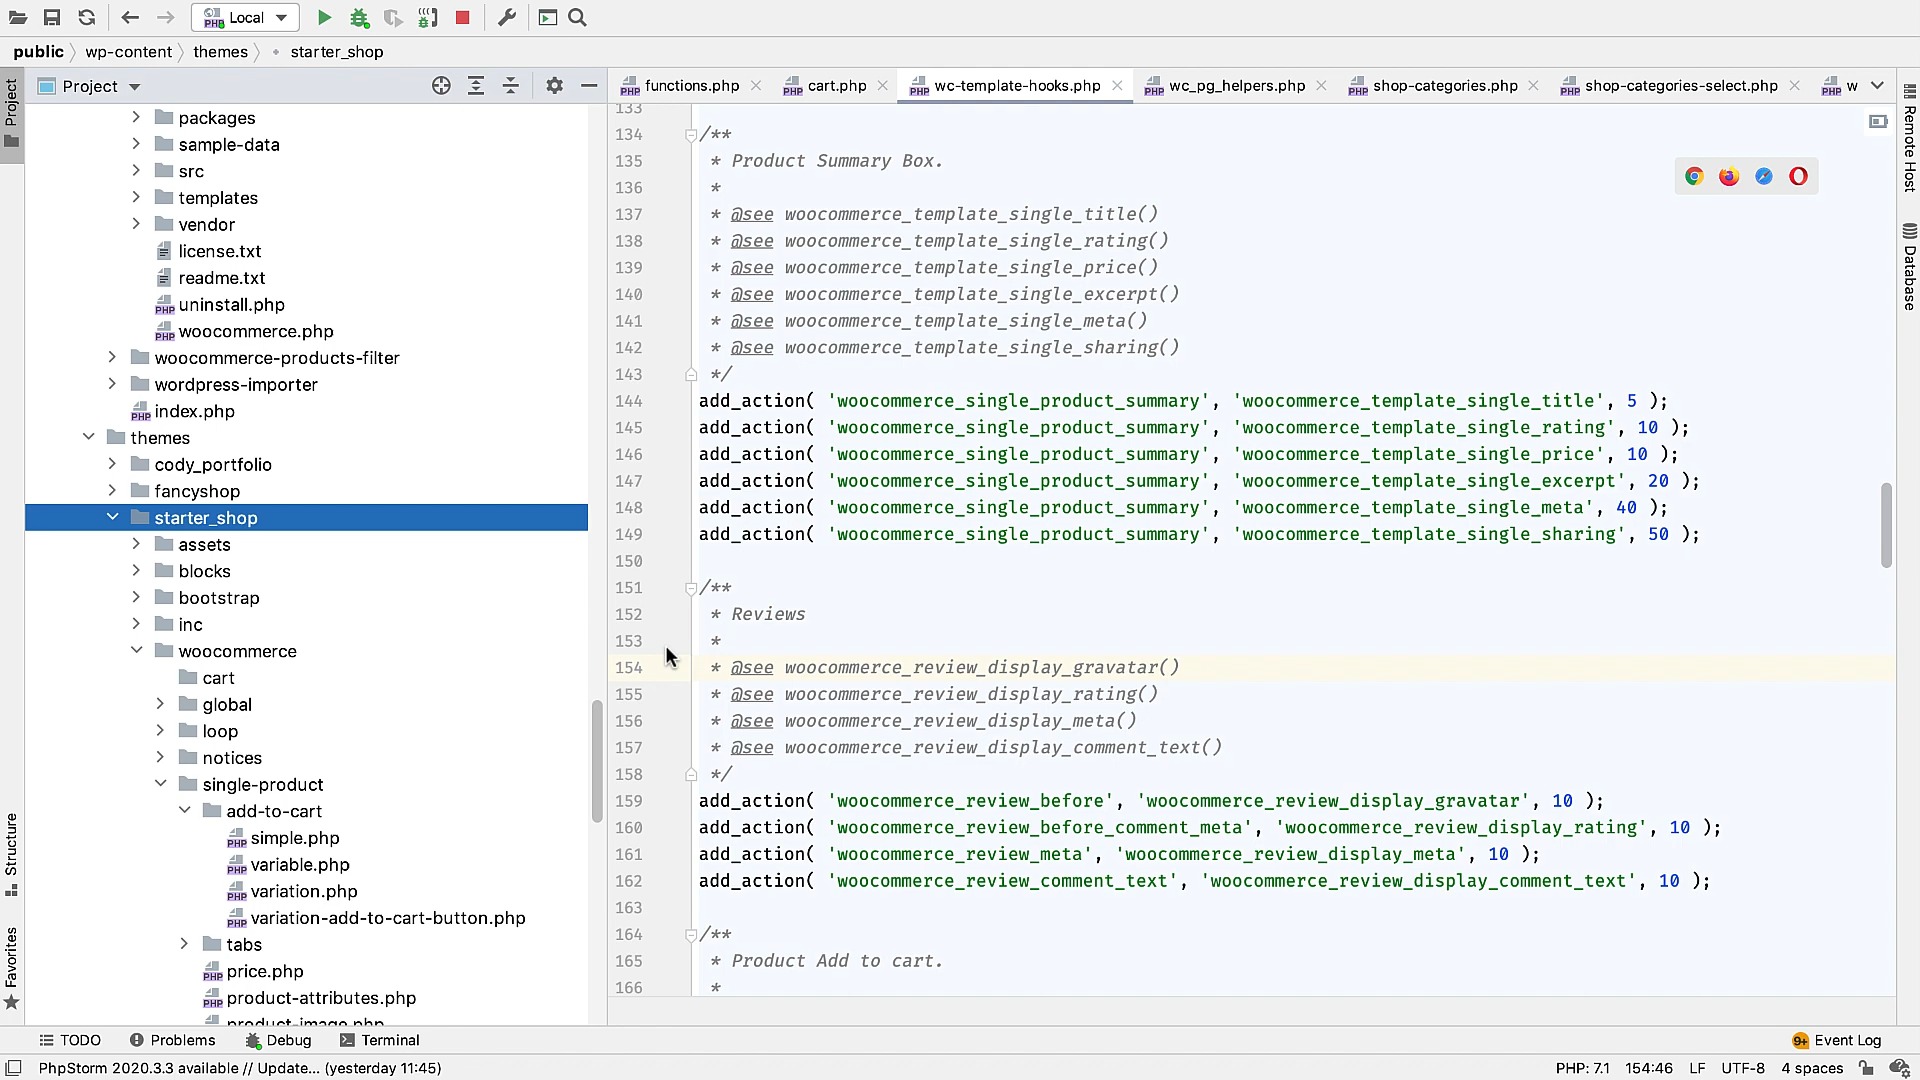 Local
public
wp-content
themes
starter_shop
Project
Project
functions.php
cart.php
wc-template-hooks.php
wc_pg_helpers.php
shop-categories.php
shop-categories-select.php
w
packages
sample-data
src
templates
vendor
license.txt
readme.txt
uninstall.php
woocommerce.php
woocommerce-products-filter
wordpress-importer
index.php
themes
cody_portfolio
fancyshop
starter_shop
assets
blocks
bootstrap
inc
woocommerce
cart
global
loop
notices
single-product
add-to-cart
simple.php
variable.php
variation.php
variation-add-to-cart-button.php
tabs
price.php
product-attributes.php
product-image.php
133
134 /**
135 * Product Summary Box.
136 *
137 * @see woocommerce_template_single_title()
138 * @see woocommerce_template_single_rating()
139 * @see woocommerce_template_single_price()
140 * @see woocommerce_template_single_excerpt()
141 * @see woocommerce_template_single_meta()
142 * @see woocommerce_template_single_sharing()
143 */
144 add_action( 'woocommerce_single_product_summary', 'woocommerce_template_single_title', 5 );
145 add_action( 'woocommerce_single_product_summary', 'woocommerce_template_single_rating', 10 );
146 add_action( 'woocommerce_single_product_summary', 'woocommerce_template_single_price', 10 );
147 add_action( 'woocommerce_single_product_summary', 'woocommerce_template_single_excerpt', 20 );
148 add_action( 'woocommerce_single_product_summary', 'woocommerce_template_single_meta', 40 );
149 add_action( 'woocommerce_single_product_summary', 'woocommerce_template_single_sharing', 50 );
150
151 /**
152 * Reviews
153 *
154 * @see woocommerce_review_display_gravatar()
155 * @see woocommerce_review_display_rating()
156 * @see woocommerce_review_display_meta()
157 * @see woocommerce_review_display_comment_text()
158 */
159 add_action( 'woocommerce_review_before', 'woocommerce_review_display_gravatar', 10 );
160 add_action( 'woocommerce_review_before_comment_meta', 'woocommerce_review_display_rating', 10 );
161 add_action( 'woocommerce_review_meta', 'woocommerce_review_display_meta', 10 );
162 add_action( 'woocommerce_review_comment_text', 'woocommerce_review_display_comment_text', 10 );
163
164 /**
165 * Product Add to cart.
166 *
Remote Host
Database
Structure
Favorites
TODO
Problems
Debug
Terminal
9+ Event Log
PhpStorm 2020.3.3 available // Update... (yesterday 11:45)
PHP: 7.1
154:46
LF
UTF-8
4 spaces